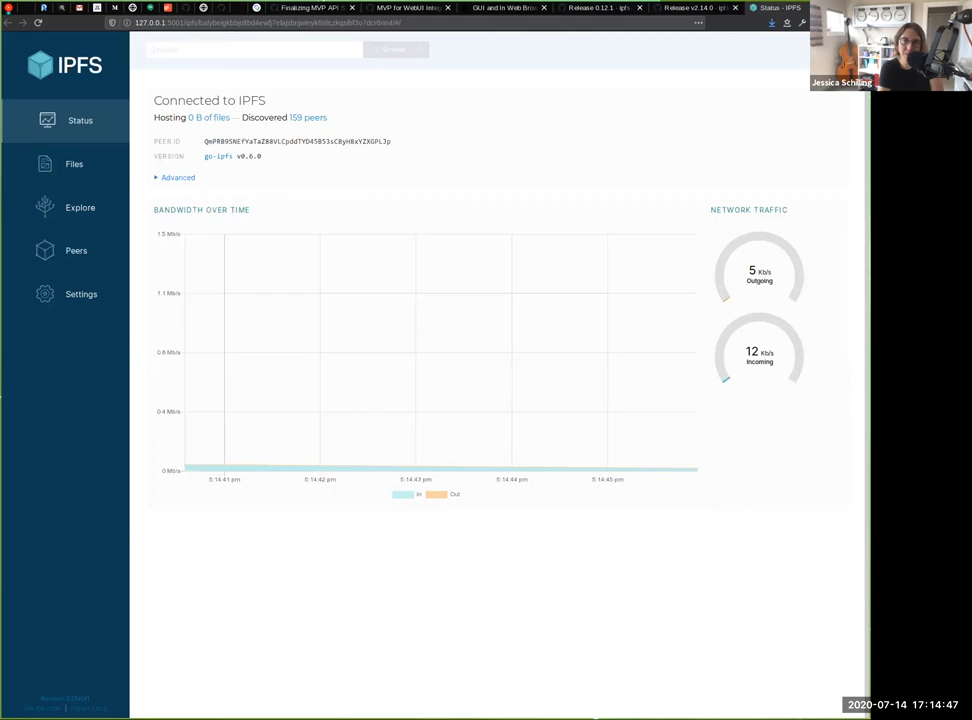 Finalizing MVP API S
MVP for WebUI Integ
GUI and In Web Brow
Release 0.12.1 · ipfs-
Release v2.14.0 · ipfs
Status - IPFS
Browse
IPFS
Status
Files
Explore
Peers
Settings
Jessica Schilling
Connected to IPFS
Hosting 0 B of files — Discovered 159 peers
PEER ID
VERSION go-ipfs v0.6.0
Advanced
BANDWIDTH OVER TIME
NETWORK TRAFFIC
1.5 Mb/s
1.1 Mb/s
0.8 Mb/s
0.4 Mb/s
0 Mb/s
5:14:41 pm 5:14:42 pm 5:14:43 pm 5:14:44 pm 5:14:45 pm
In Out
5 Kb/s
Outgoing
12 Kb/s
Incoming
2020-07-14 17:14:47